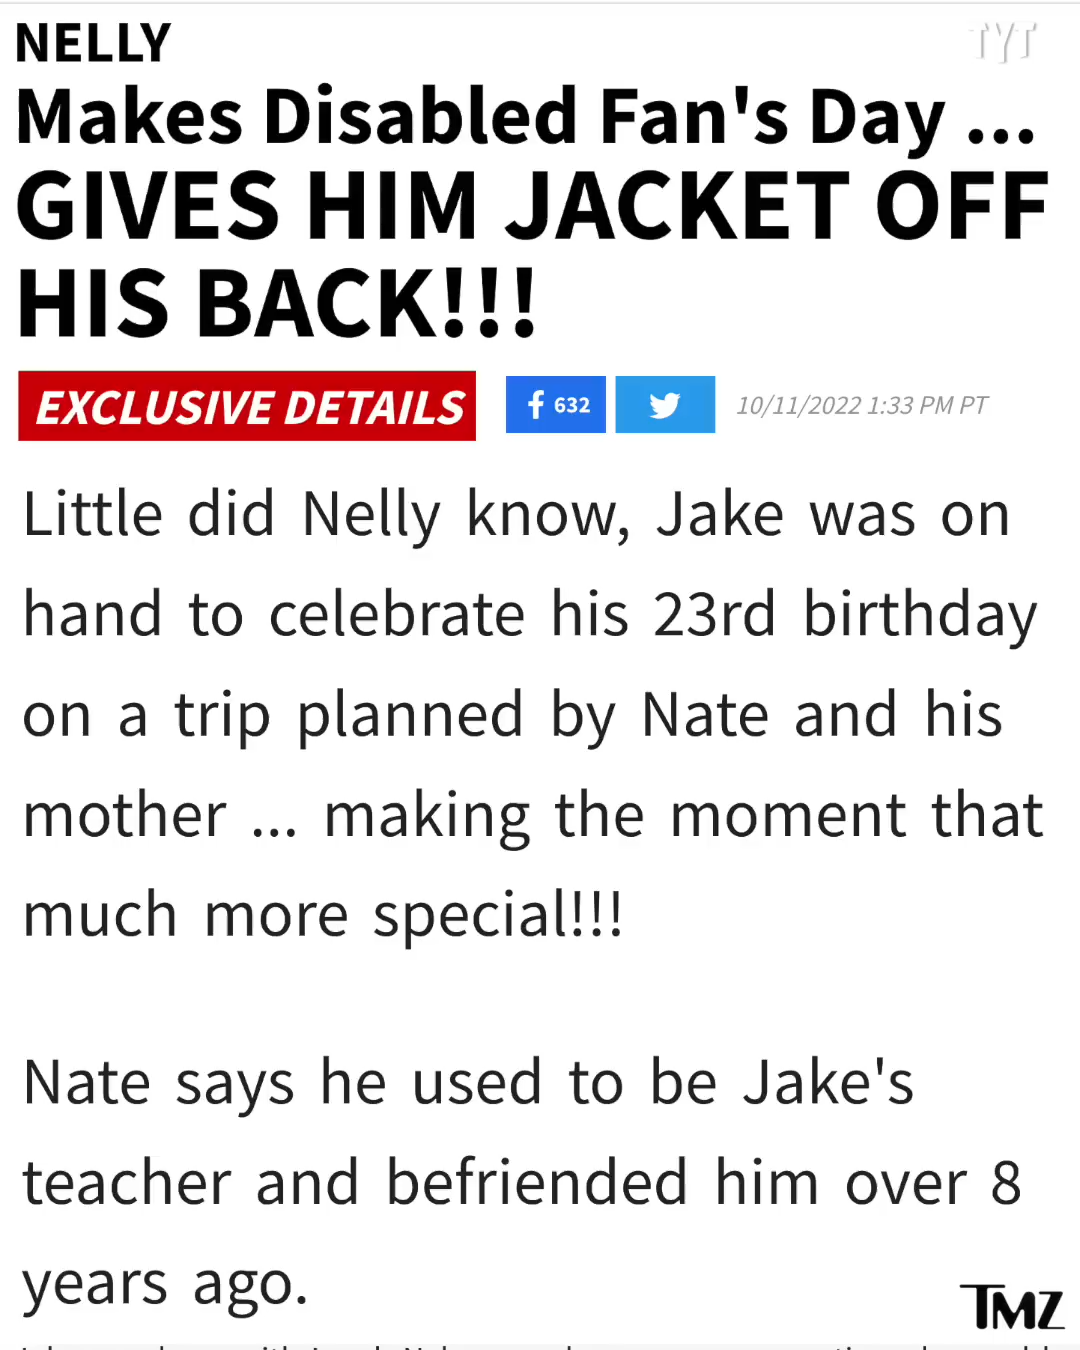 NELLY
TYT
Makes Disabled Fan's Day ...
GIVES HIM JACKET OFF
HIS BACK!!!
EXCLUSIVE DETAILS
632
10/11/2022 1:33 PM PT
Little did Nelly know, Jake was on
hand to celebrate his 23rd birthday
on a trip planned by Nate and his
mother ... making the moment that
much more special!!!
Nate says he used to be Jake's
teacher and befriended him over 8
years ago.
TMZ